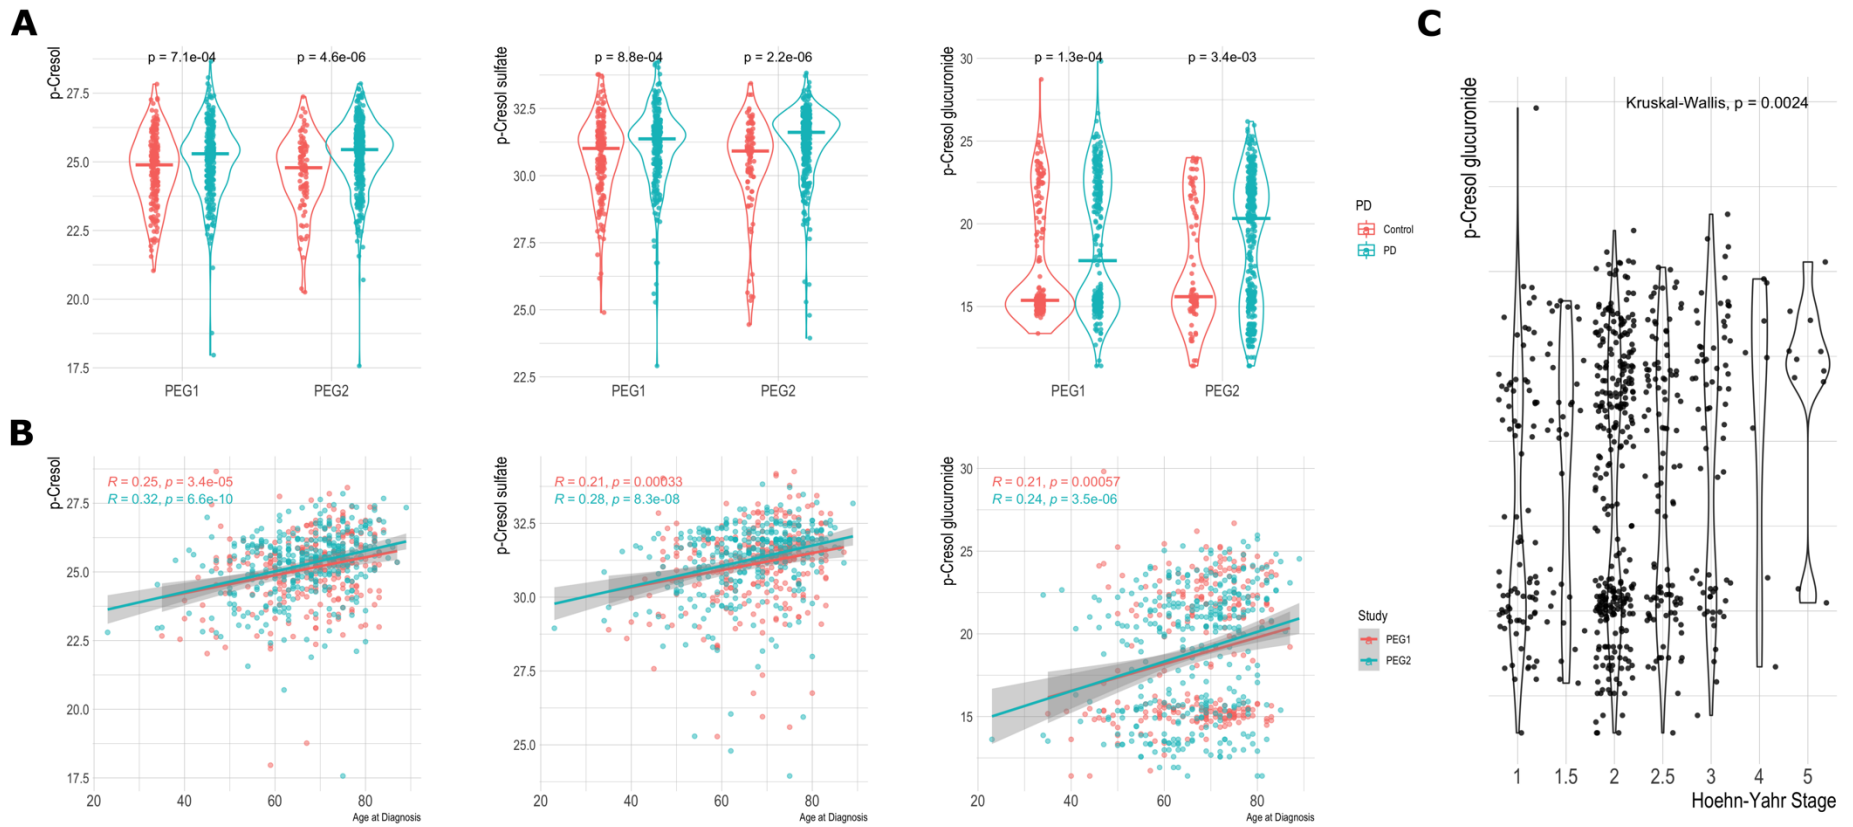 A
p-Cresol
p = 7.1e-04
p = 4.6e-06
27.5
25.0
22.5
20.0
17.5
PEG1
PEG2
p-Cresol sulfate
p = 8.8e-04
p = 2.2e-06
32.5
30.0
27.5
25.0
22.5
PEG1
PEG2
p-Cresol glucuronide
p = 1.3e-04
p = 3.4e-03
30
25
20
15
PEG1
PEG2
PD
Control
PD
B
p-Cresol
R = 0.25, p = 3.4e-05
R = 0.32, p = 6.6e-10
27.5
25.0
22.5
20.0
17.5
20
40
60
80
Age at Diagnosis
p-Cresol sulfate
R = 0.21, p = 0.00033
R = 0.28, p = 8.3e-08
32.5
30.0
27.5
25.0
20
40
60
80
Age at Diagnosis
p-Cresol glucuronide
R = 0.21, p = 0.00057
R = 0.24, p = 3.5e-06
30
25
20
15
20
40
60
80
Age at Diagnosis
Study
PEG1
PEG2
C
p-Cresol glucuronide
Kruskal-Wallis, p = 0.0024
1
1.5
2
2.5
3
4
5
Hoehn-Yahr Stage